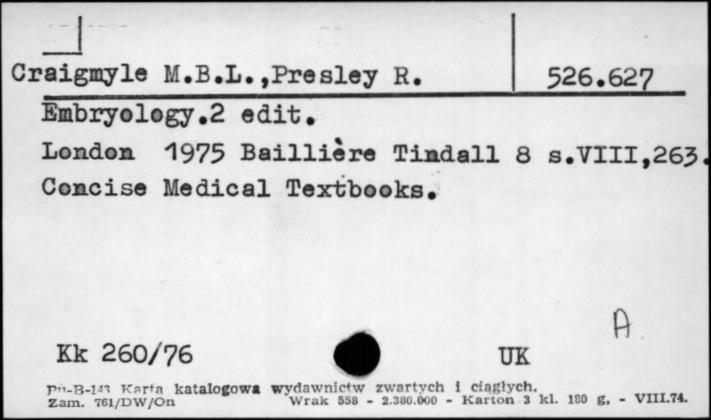 Craigmyle M.B.L.,Presley R. 526.627
Embryology.2 edit.
London 1975 Baillière Tindall 8 s.VIII,263.
Concise Medical Textbooks.
A
Kk 260/76 UK
Pu-B-143 Karta katalogowa wydawnictw zwartych i ciągłych.
Zam. 761/DW/On Wrak 558 - 2.380.000 - Karton 3 kl. 180 g. - VIII.74.